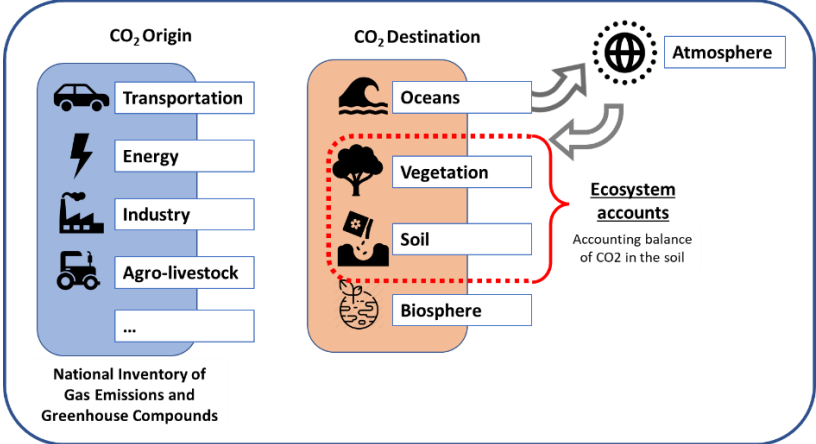 CO₂ Origin
Transportation
Energy
Industry
Agro-livestock
...
National Inventory of
Gas Emissions and
Greenhouse Compounds
CO₂ Destination
Oceans
Vegetation
Soil
Biosphere
Atmosphere
Ecosystem
accounts
Accounting balance
of CO2 in the soil